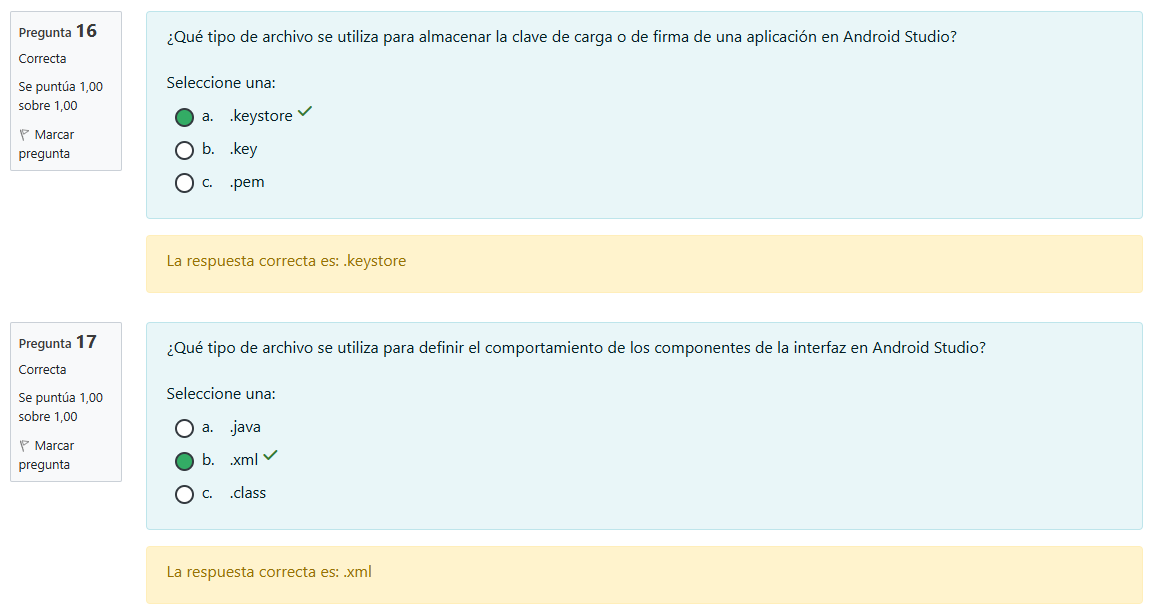 Pregunta 16
Correcta
Se puntúa 1,00
sobre 1,00
Marcar
pregunta
¿Qué tipo de archivo se utiliza para almacenar la clave de carga o de firma de una aplicación en Android Studio?
Seleccione una:
a. .keystore
b. .key
c. .pem
La respuesta correcta es: .keystore
Pregunta 17
Correcta
Se puntúa 1,00
sobre 1,00
Marcar
pregunta
¿Qué tipo de archivo se utiliza para definir el comportamiento de los componentes de la interfaz en Android Studio?
Seleccione una:
a. .java
b. .xml
c. .class
La respuesta correcta es: .xml